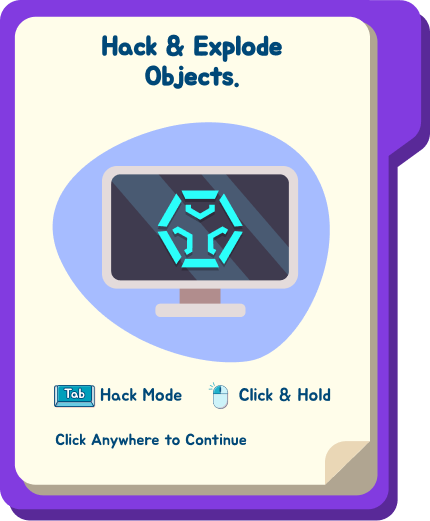 Hack & Explode
Objects.
Tab Hack Mode Click & Hold
Click Anywhere to Continue